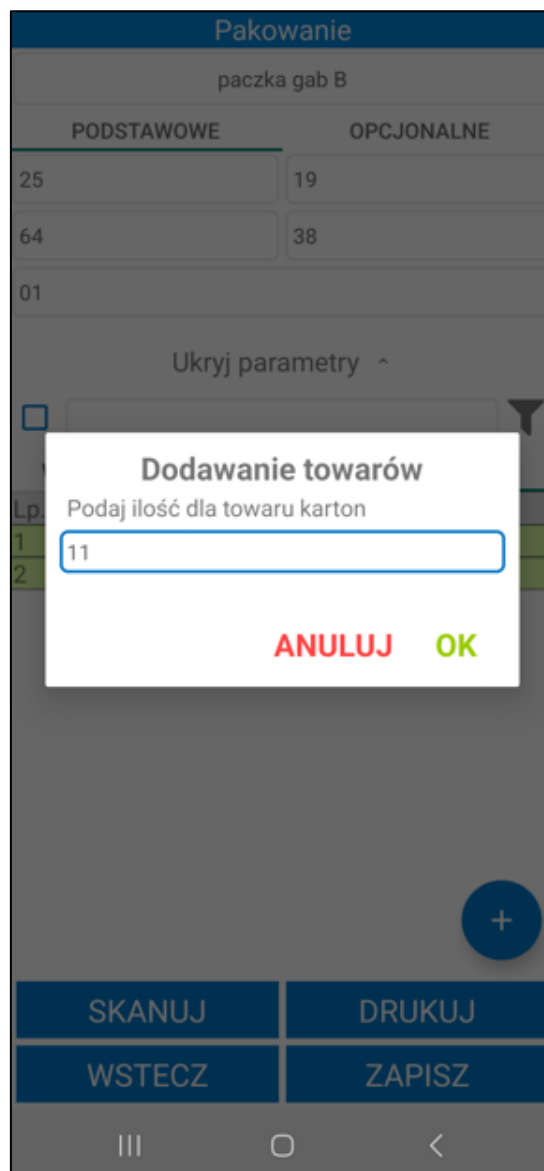 Pakowanie
paczka gab B
PODSTAWOWE OPCJONALNE
25 19
64 38
01
Ukryj parametry
Dodawanie towarów
Lp. Podaj ilość dla towaru karton
1 11
2
ANULUJ OK
+
SKANUJ DRUKUJ
WSTECZ ZAPISZ